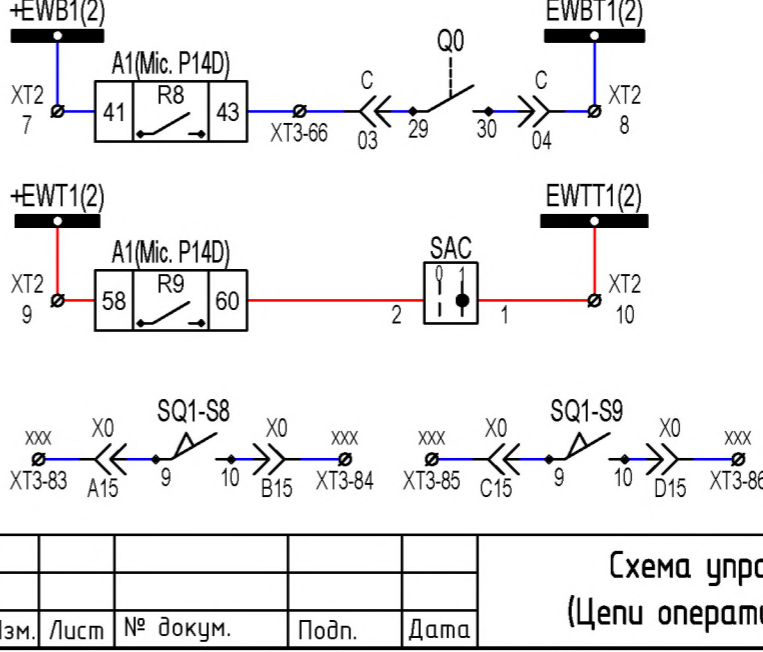 +EWB1(2) EWBT1(2)
Q0
A1(Mic. P14D)
XT2 41 R8 43 C C XT2
7 XT3-66 03 29 30 04 8
+EWT1(2) EWTT1(2)
A1(Mic. P14D) SAC
XT2 58 R9 60 0 1 XT2
9 2 1 10
SQ1-S8 SQ1-S9
XXX X0 X0 XXX XXX X0 X0 XXX
XT3-83 A15 9 10 B15 XT3-84 XT3-85 C15 9 10 D15 XT3-86
Схема
(Цепи
Изм. Лист № докум. Подп. Дата